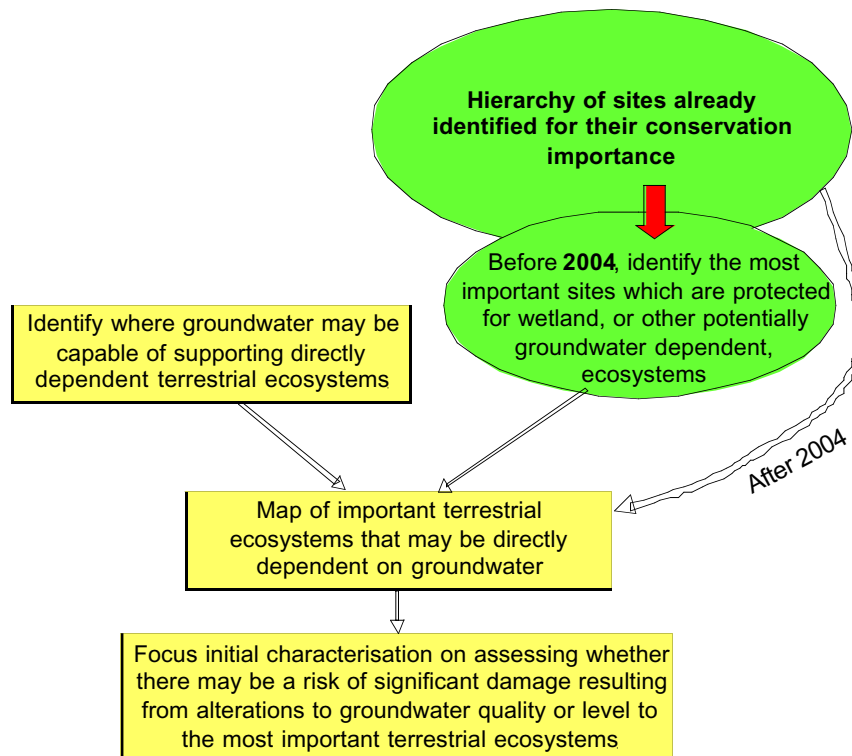 Hierarchy of sites already
identified for their conservation
importance
Before 2004, identify the most
important sites which are protected
for wetland, or other potentially
groundwater dependent,
ecosystems
Identify where groundwater may be
capable of supporting directly
dependent terrestrial ecosystems
After 2004
Map of important terrestrial
ecosystems that may be directly
dependent on groundwater
Focus initial characterisation on assessing whether
there may be a risk of significant damage resulting
from alterations to groundwater quality or level to
the most important terrestrial ecosystems